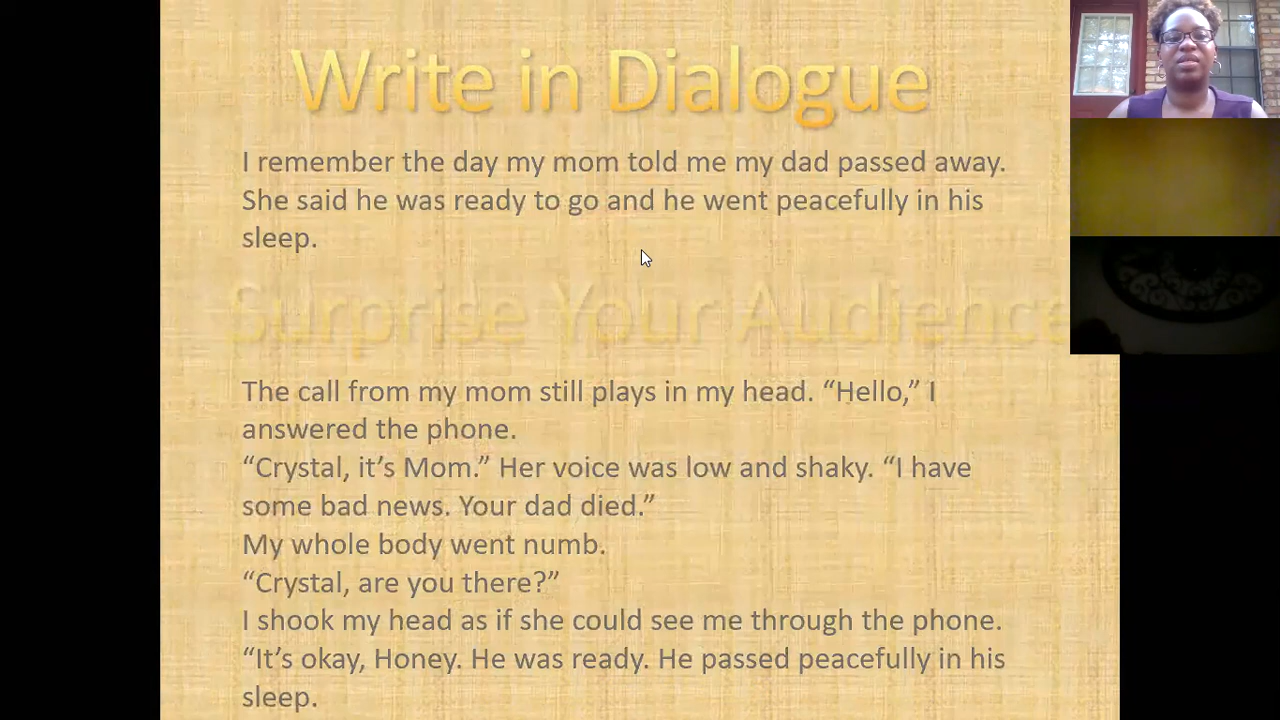 Write in Dialogue
I remember the day my mom told me my dad passed away.
She said he was ready to go and he went peacefully in his
sleep.
Surprise Your Audience
The call from my mom still plays in my head. “Hello,” I
answered the phone.
“Crystal, it’s Mom.” Her voice was low and shaky. “I have
some bad news. Your dad died.”
My whole body went numb.
“Crystal, are you there?”
I shook my head as if she could see me through the phone.
“It’s okay, Honey. He was ready. He passed peacefully in his
sleep.